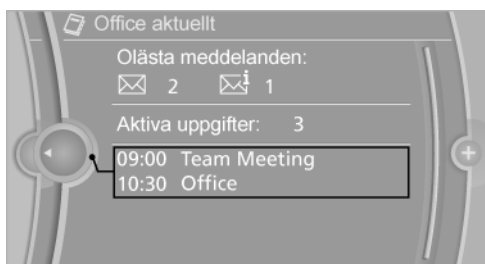 Office aktuellt
Olästa meddelanden:
2 1
Aktiva uppgifter: 3
09:00 Team Meeting
10:30 Office